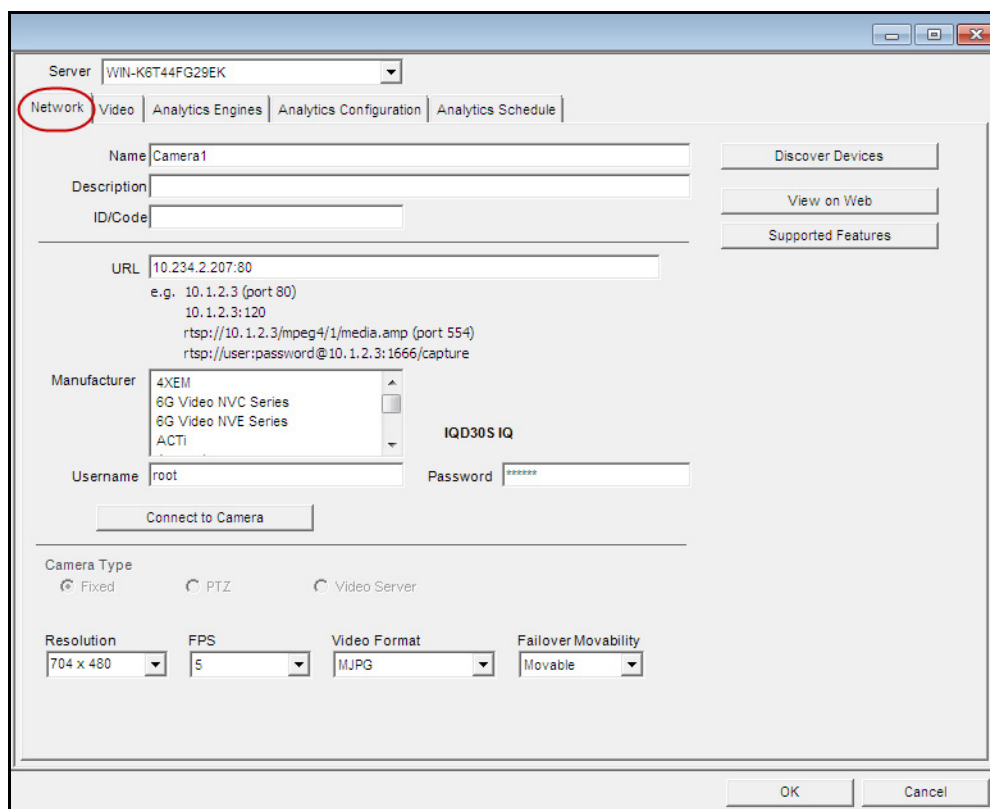 Server WIN-K6T44FG29EK
Network Video Analytics Engines Analytics Configuration Analytics Schedule
Name Camera1
Discover Devices
Description
View on Web
ID/Code
Supported Features
URL 10.234.2.207:80
e.g. 10.1.2.3 (port 80)
10.1.2.3:120
rtsp://10.1.2.3/mpeg4/1/media.amp (port 554)
rtsp://user:password@10.1.2.3:1666/capture
Manufacturer
4XEM
6G Video NVC Series
6G Video NVE Series
ACTi
IQD30S IQ
Username root Password ******
Connect to Camera
Camera Type
Fixed PTZ Video Server
Resolution FPS Video Format Failover Movability
704 x 480 5 MJPG Movable
OK Cancel